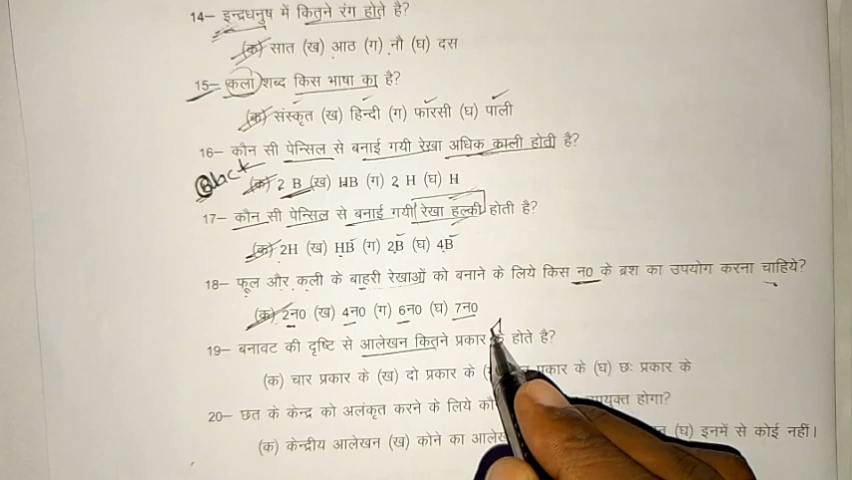 14– इन्द्रधनुष में कितने रंग होते है?
(क) सात (ख) आठ (ग) नौ (घ) दस
15– कला शब्द किस भाषा का है?
(क) संस्कृत (ख) हिन्दी (ग) फारसी (घ) पाली
16– कौन सी पेन्सिल से बनाई गयी रेखा अधिक काली होती है?
Black
(क) 2 B (ख) HB (ग) 2 H (घ) H
17– कौन सी पेन्सिल से बनाई गयी रेखा हल्की होती है?
(क) 2H (ख) HB (ग) 2B (घ) 4B
18– फूल और कली के बाहरी रेखाओं को बनाने के लिये किस न0 के ब्रश का उपयोग करना चाहिये?
(क) 2न0 (ख) 4न0 (ग) 6न0 (घ) 7न0
19– बनावट की दृष्टि से आलेखन कितने प्रकार के होते है?
(क) चार प्रकार के (ख) दो प्रकार के प्रकार के (घ) छः प्रकार के
20– छत के केन्द्र को अलंकृत करने के लिये होगा?
(क) केन्द्रीय आलेखन (ख) कोने का (घ) इनमें से कोई नहीं।